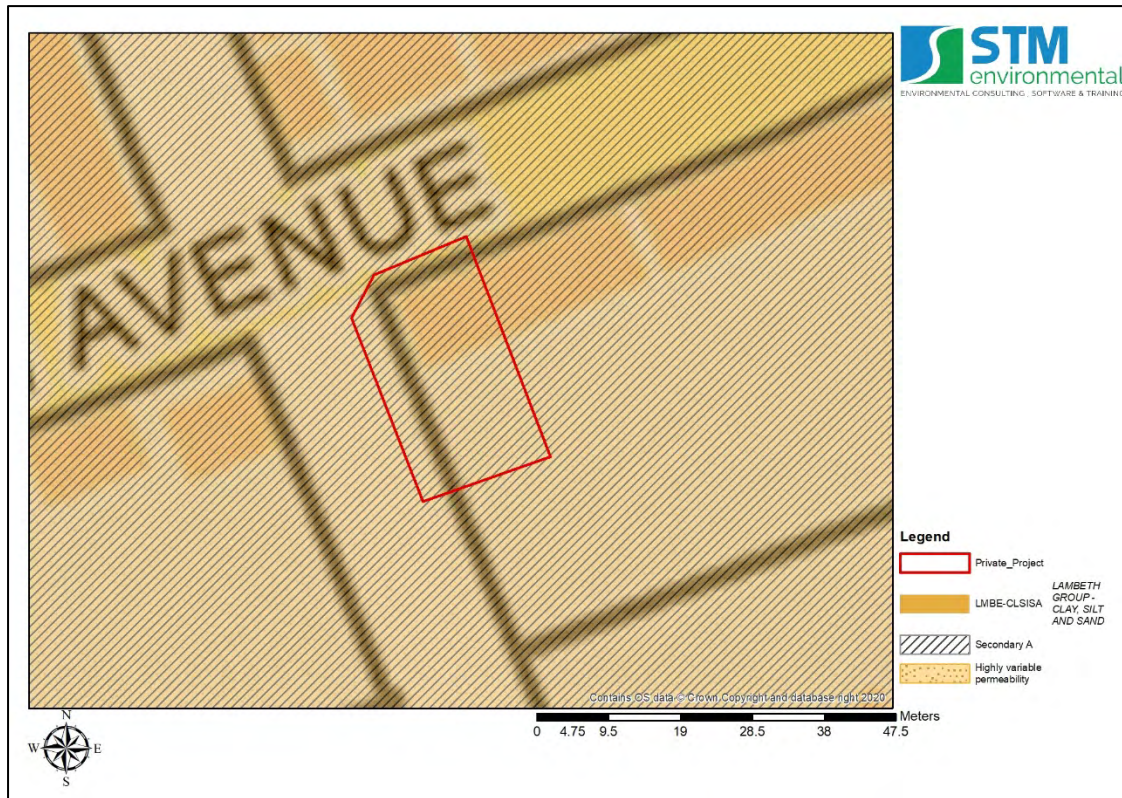 STM
environmental
ENVIRONMENTAL CONSULTING , SOFTWARE & TRAINING
AVENUE
Legend
Private_Project
LMBE-CLSISA
LAMBETH
GROUP -
CLAY, SILT
AND SAND
Secondary A
Highly variable
permeability
Contains OS data © Crown Copyright and database right 2020
Meters
0 4.75 9.5 19 28.5 38 47.5
N
W E
S